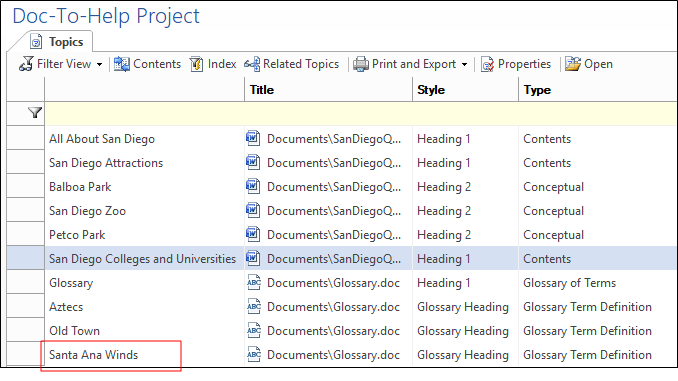 Doc-To-Help Project
Topics
Filter View Contents Index Related Topics Print and Export Properties Open
Title Style Type
All About San Diego Documents\SanDiegoQ... Heading 1 Contents
San Diego Attractions Documents\SanDiegoQ... Heading 1 Contents
Balboa Park Documents\SanDiegoQ... Heading 2 Conceptual
San Diego Zoo Documents\SanDiegoQ... Heading 2 Conceptual
Petco Park Documents\SanDiegoQ... Heading 2 Conceptual
San Diego Colleges and Universities Documents\SanDiegoQ... Heading 1 Contents
Glossary ABC Documents\Glossary.doc Heading 1 Glossary of Terms
Aztecs ABC Documents\Glossary.doc Glossary Heading Glossary Term Definition
Old Town ABC Documents\Glossary.doc Glossary Heading Glossary Term Definition
Santa Ana Winds ABC Documents\Glossary.doc Glossary Heading Glossary Term Definition